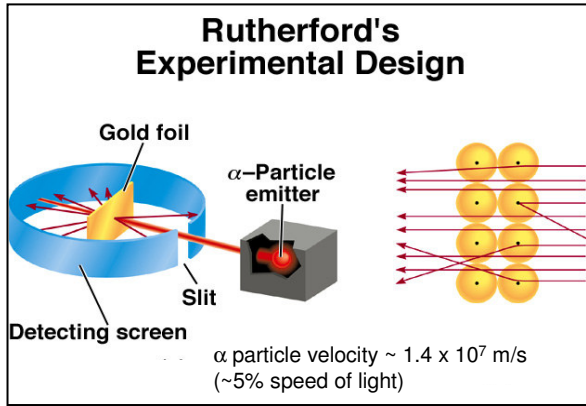 Rutherford's
Experimental Design
Gold foil
α–Particle
emitter
Slit
Detecting screen
α particle velocity ~ 1.4 x 10⁷ m/s
(~5% speed of light)